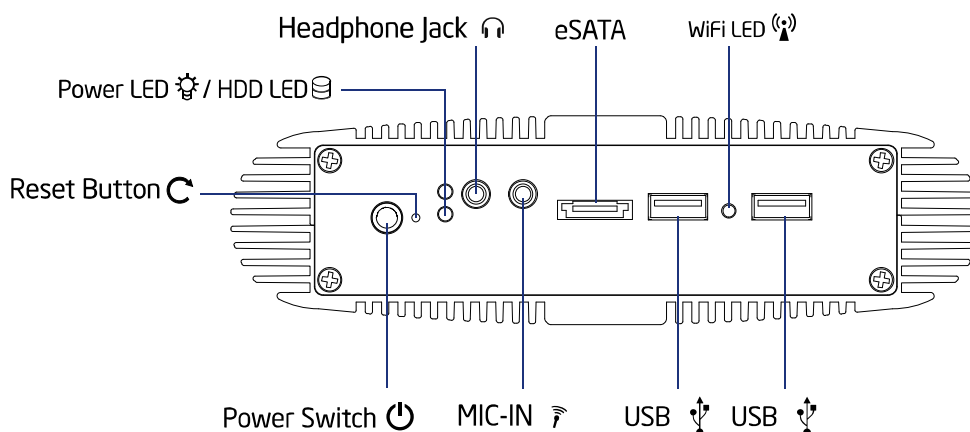 Headphone Jack eSATA WiFi LED
Power LED / HDD LED
Reset Button
Power Switch MIC-IN USB USB